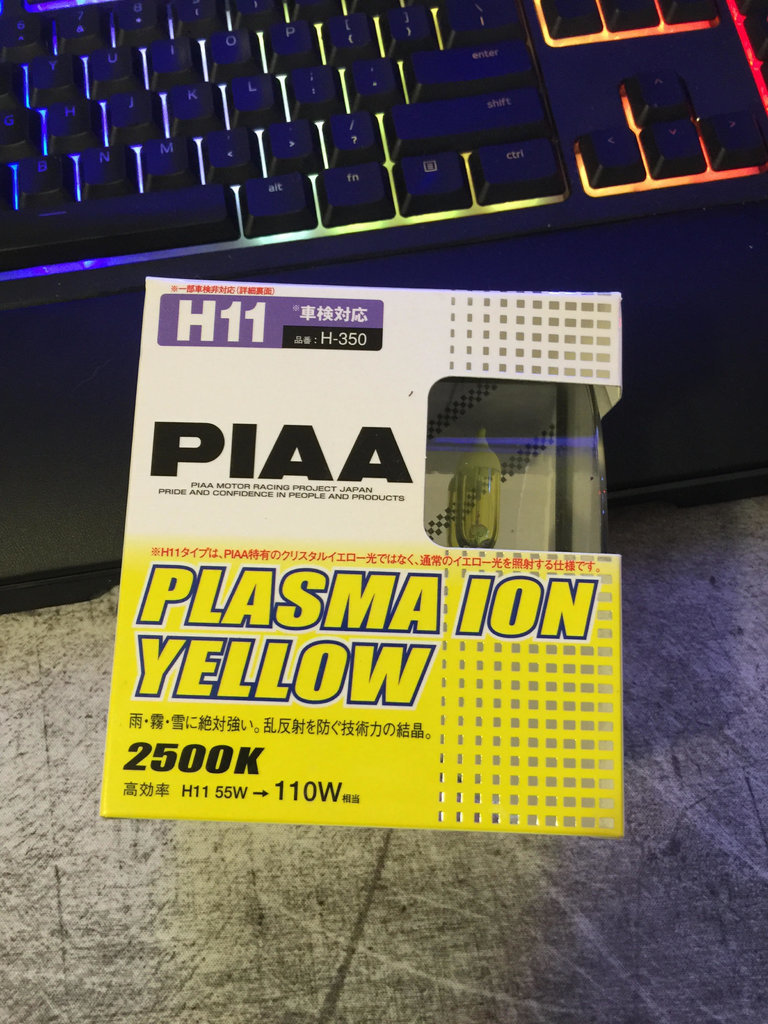 Y U I O P { [ } ] \
enter
G H J K L : ; "
shift
B N M < > / ?
alt fn ctrl
※一部車検非対応(詳細裏面)
H11 ※車検対応
品番:H-350
PIAA
PIAA MOTOR RACING PROJECT JAPAN
PRIDE AND CONFIDENCE IN PEOPLE AND PRODUCTS
※H11タイプは、PIAA特有のクリスタルイエロー光ではなく、通常のイエロー光を照射する仕様です。
PLASMA ION
YELLOW
雨・霧・雪に絶対強い。乱反射を防ぐ技術力の結晶。
2500K
高効率 H11 55W → 110W相当